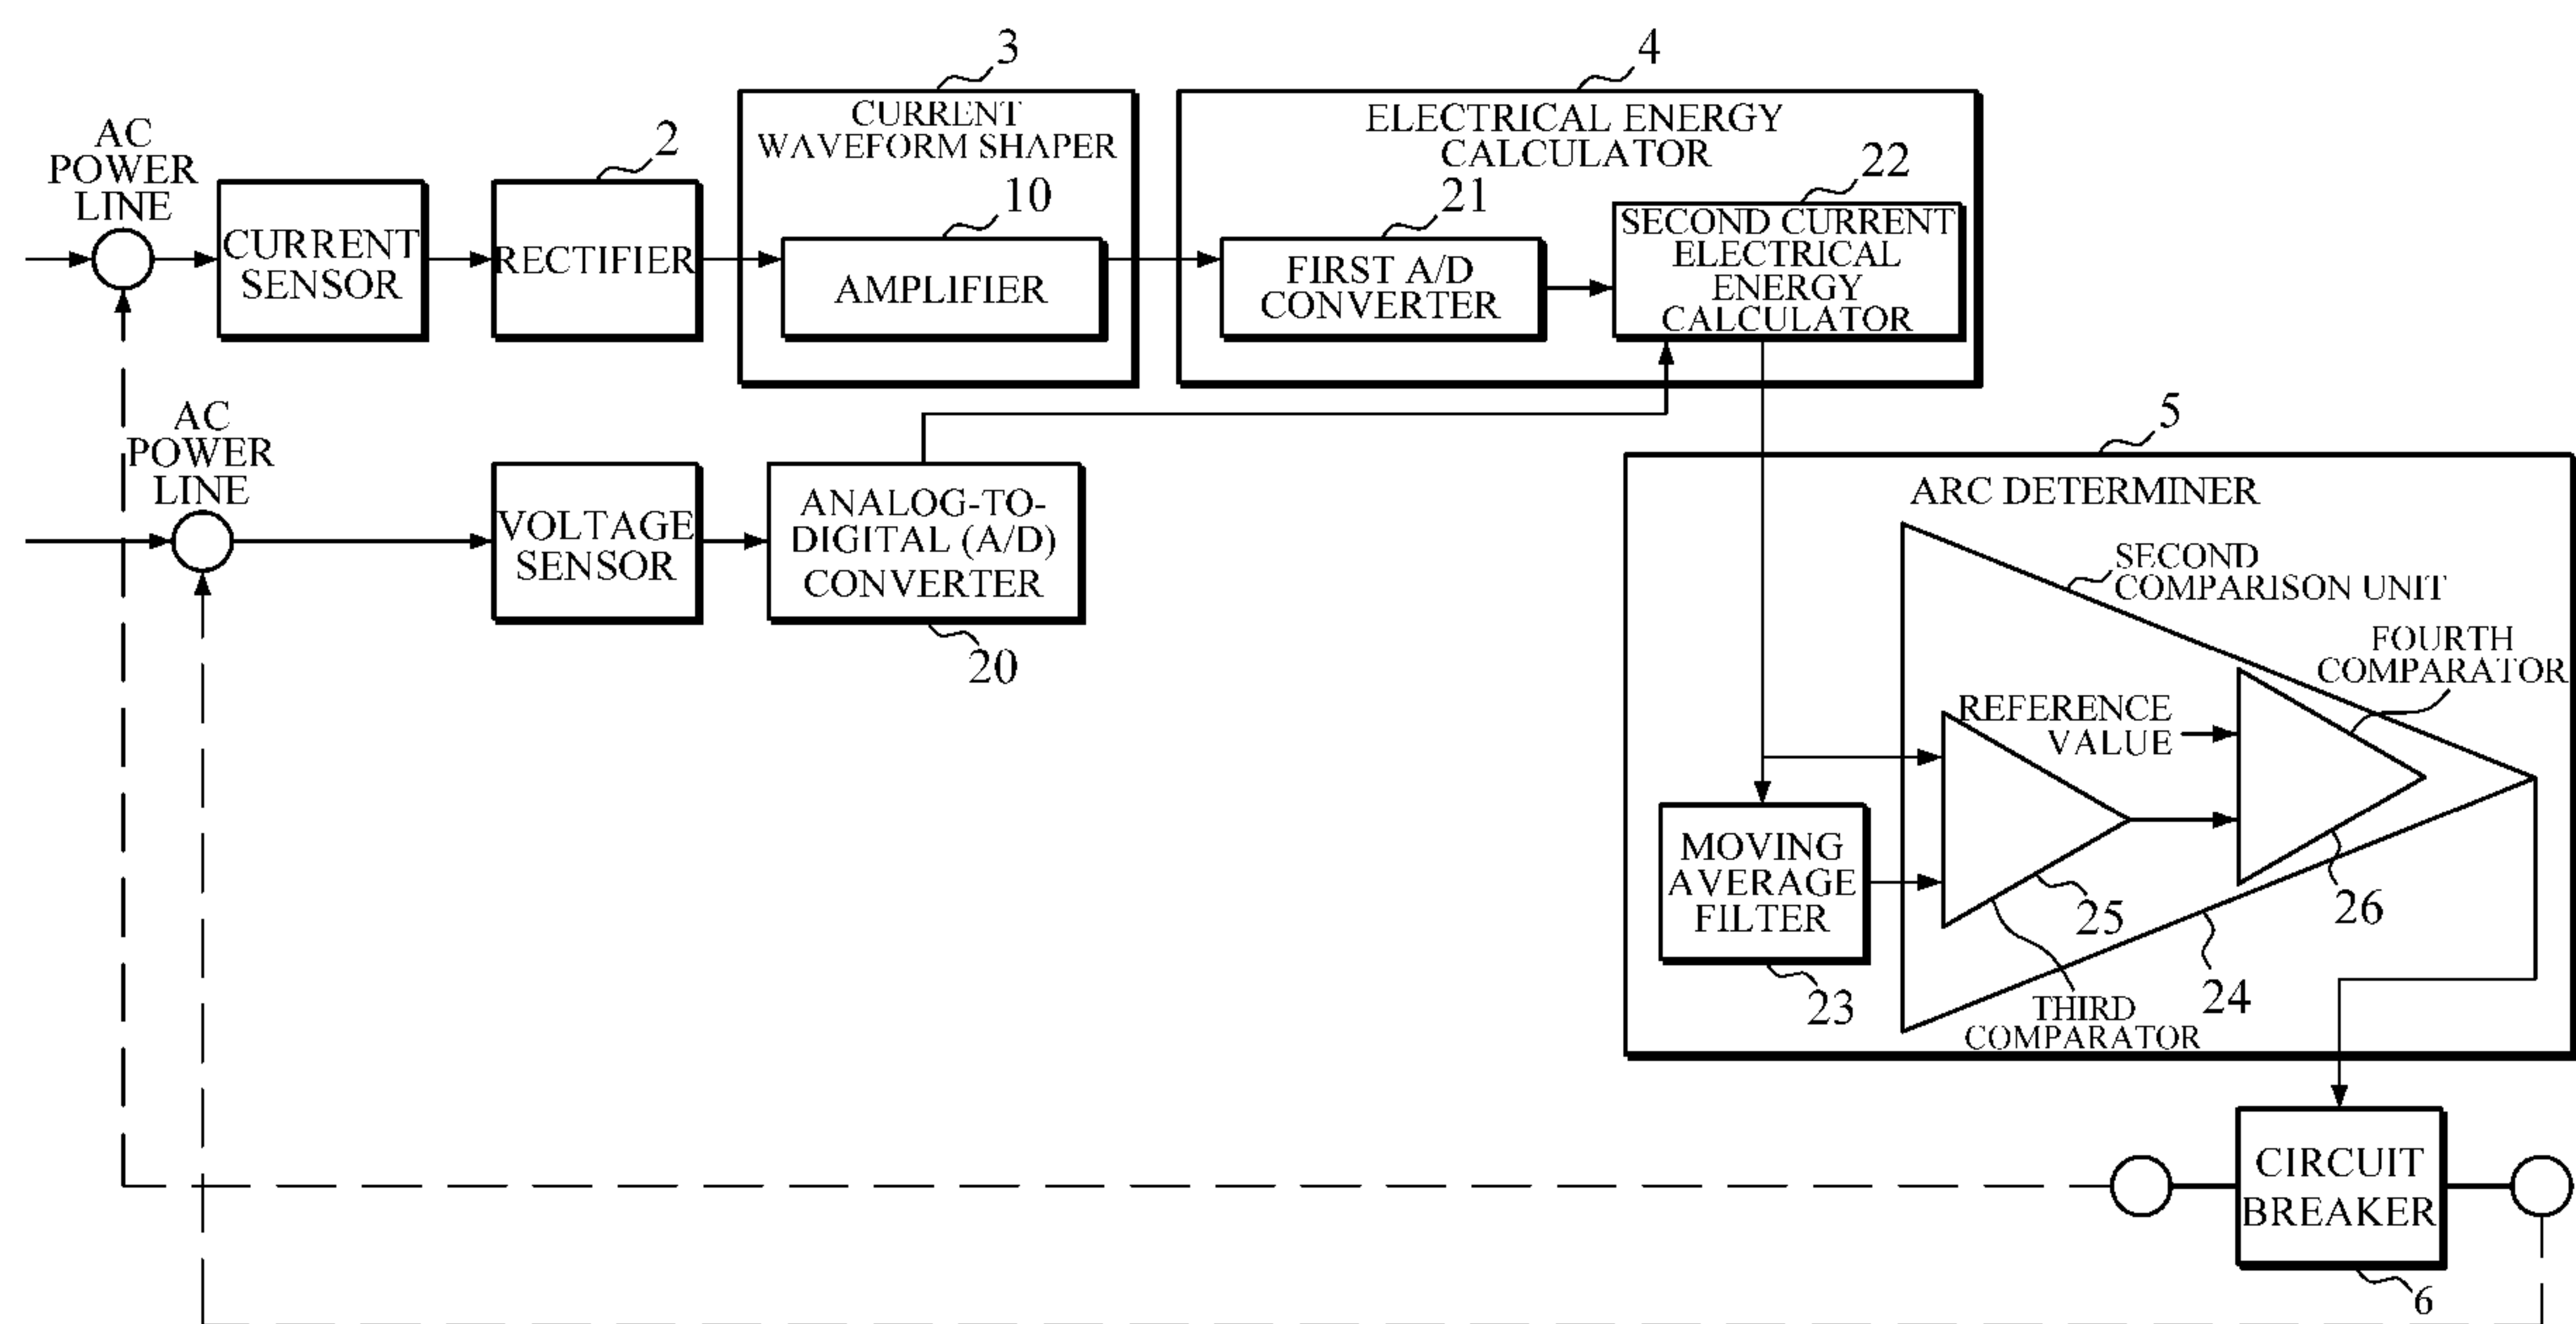 3
4
CURRENT
WAVEFORM SHAPER
ELECTRICAL ENERGY
CALCULATOR
AC
POWER
LINE
2
10
21
22
CURRENT
SENSOR
RECTIFIER
AMPLIFIER
FIRST A/D
CONVERTER
SECOND CURRENT
ELECTRICAL
ENERGY
CALCULATOR
AC
POWER
LINE
5
VOLTAGE
SENSOR
ANALOG-TO-
DIGITAL (A/D)
CONVERTER
20
ARC DETERMINER
SECOND
COMPARISON UNIT
FOURTH
COMPARATOR
REFERENCE
VALUE
MOVING
AVERAGE
FILTER
23
25
26
24
THIRD
COMPARATOR
CIRCUIT
BREAKER
6